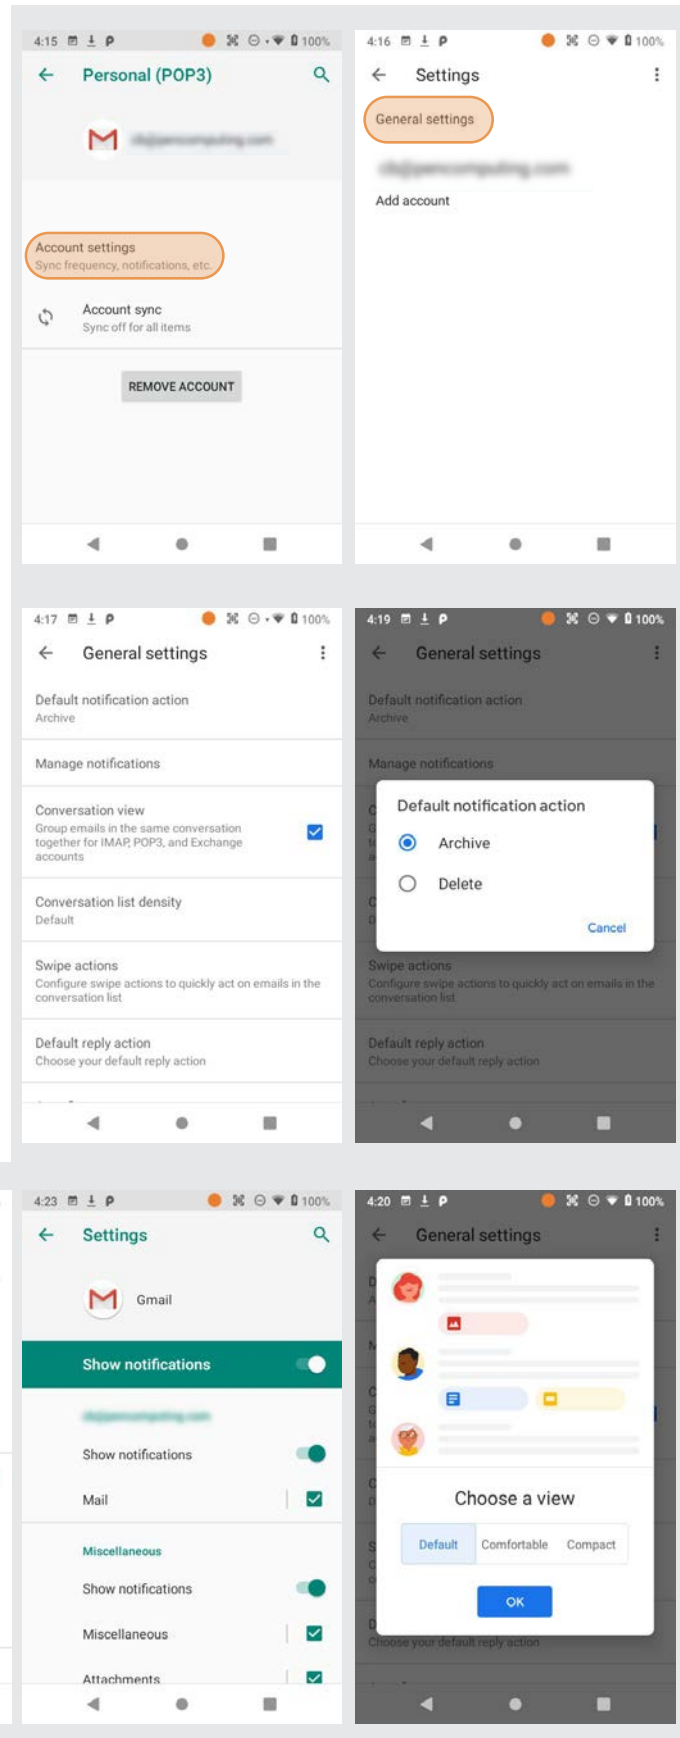 4:15 100%
Personal (POP3)
Account settings
Sync frequency, notifications, etc.
Account sync
Sync off for all items
REMOVE ACCOUNT
4:16 100%
Settings
General settings
Add account
4:17 100%
General settings
Default notification action
Archive
Manage notifications
Conversation view
Group emails in the same conversation
together for IMAP, POP3, and Exchange
accounts
Conversation list density
Default
Swipe actions
Configure swipe actions to quickly act on emails in the
conversation list
Default reply action
Choose your default reply action
4:19 100%
General settings
Default notification action
Archive
Manage notifications
Default notification action
Archive
Delete
Cancel
Swipe actions
Configure swipe actions to quickly act on emails in the
conversation list
Default reply action
Choose your default reply action
4:23 100%
Settings
Gmail
Show notifications
Show notifications
Mail
Miscellaneous
Show notifications
Miscellaneous
Attachments
4:20 100%
General settings
Choose a view
Default Comfortable Compact
OK
Choose your default reply action